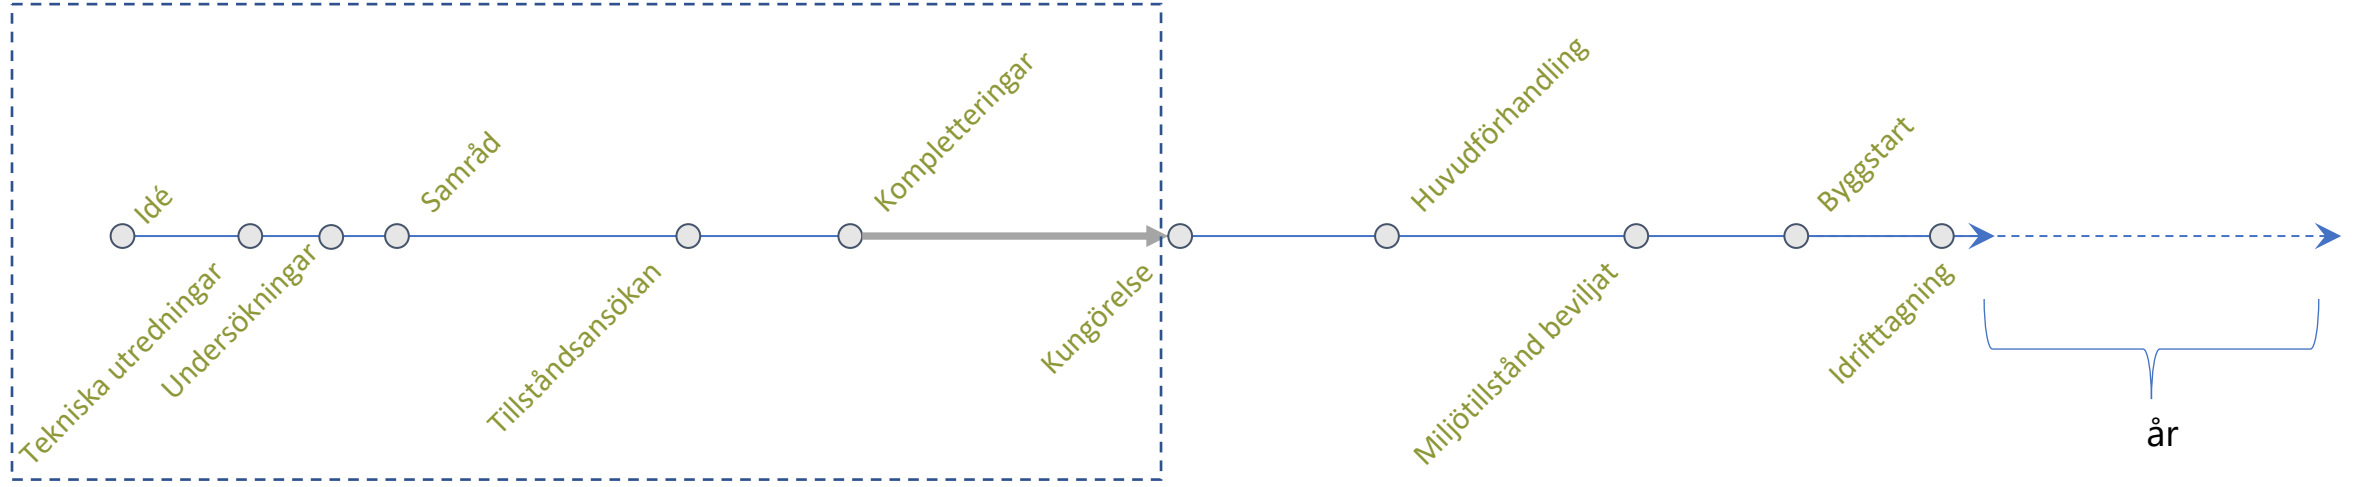 Idé
Tekniska utredningar
Undersökningar
Samråd
Tillståndsansökan
Kompletteringar
Kungörelse
Huvudförhandling
Miljötillstånd beviljat
Byggstart
Idrifttagning
år